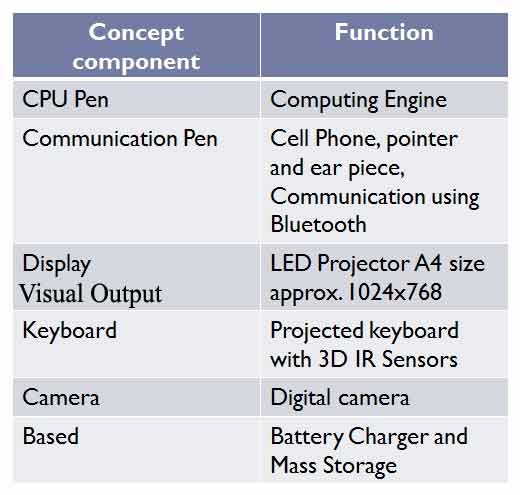 Concept component
Function
CPU Pen
Computing Engine
Communication Pen
Cell Phone, pointer
and ear piece,
Communication using
Bluetooth
Display
Visual Output
LED Projector A4 size
approx. 1024x768
Keyboard
Projected keyboard
with 3D IR Sensors
Camera
Digital camera
Based
Battery Charger and
Mass Storage